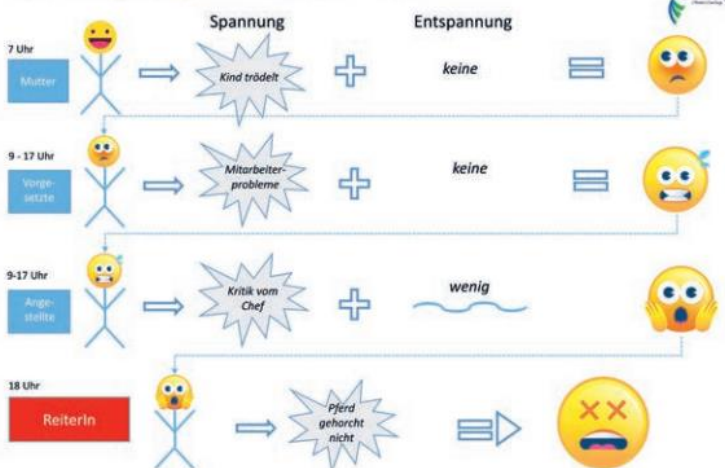 Spannung Entspannung
7 Uhr
Mutter
Kind trödelt
keine
9 - 17 Uhr
Vorge-
setzte
Mitarbeiter-
probleme
keine
9-17 Uhr
Ange-
stellte
Kritik vom
Chef
wenig
18 Uhr
ReiterIn
Pferd
gehorcht
nicht